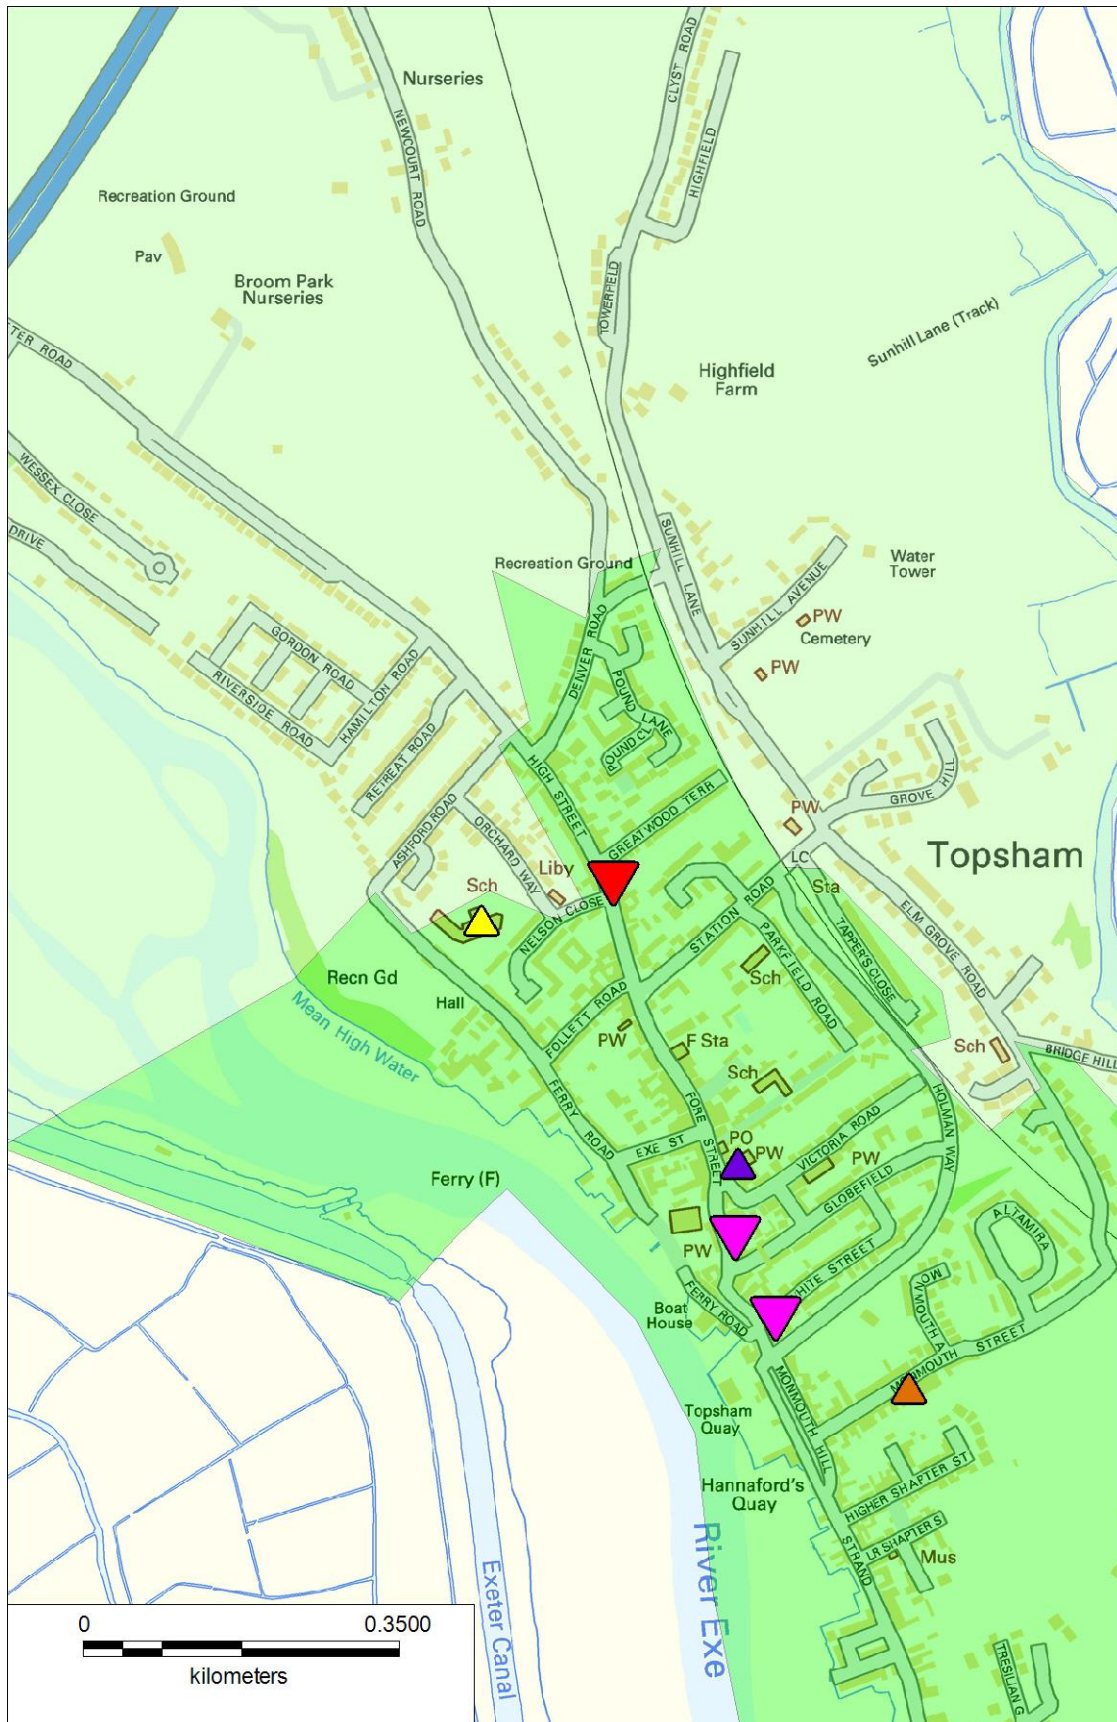 CLYST ROAD
Nurseries
HIGHFIELD
NEWCOURT ROAD
Recreation Ground
Pav
Broom Park
Nurseries
TOWERFIELD
Sunhill Lane (Track)
TER ROAD
Highfield
Farm
WESSEX CLOSE
DRIVE
SUNHILL LANE
Recreation Ground
Water
Tower
SUNHILL AVENUE
PW
Cemetery
GORDON ROAD
HAMILTON ROAD
RIVERSIDE ROAD
DENVER ROAD
PW
POUND LANE
POUND CL
RETREAT ROAD
HIGH STREET
GREATWOOD TERR
GROVE HILL
PW
ASHFORD ROAD
ORCHARD WAY
LC
Topsham
Liby
Sch
Sta
NELSON CLOSE
STATION ROAD
PARKFIELD ROAD
TAPPER'S CLOSE
ELM GROVE ROAD
Recn Gd
Hall
Sch
Mean High Water
FOLLETT ROAD
PW
F Sta
Sch
Sch
BRIDGE HILL
FERRY ROAD
FORE STREET
HOLMAN WAY
EXE ST
PO
PW
VICTORIA ROAD
PW
Ferry (F)
GLOBEFIELD
ALTAMIRA
PW
WHITE STREET
FERRY ROAD
Boat
House
MONMOUTH A
MONMOUTH STREET
MONMOUTH HILL
Topsham
Quay
Hannaford's
Quay
HIGHER SHAPTER ST
LR SHAPTER S
STRAND
Mus
River Exe
Exeter Canal
TRESILIAN G
0
0.3500
kilometers